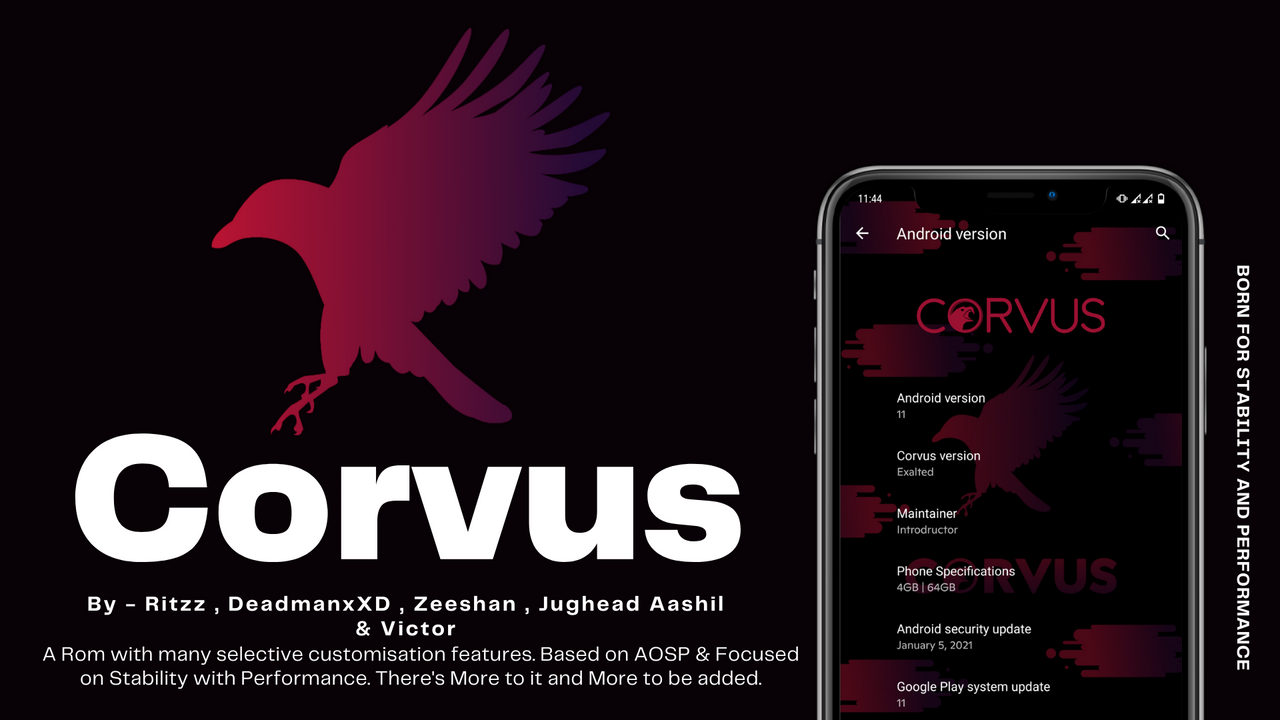 Corvus
By - Ritzz , DeadmanxXD , Zeeshan , Jughead Aashil
& Victor
A Rom with many selective customisation features. Based on AOSP & Focused
on Stability with Performance. There's More to it and More to be added.
11:44
Android version
CORVUS
Android version
11
Corvus version
Exalted
Maintainer
Introdructor
CORVUS
Phone Specifications
4GB | 64GB
Android security update
January 5, 2021
Google Play system update
11
BORN FOR STABILITY AND PERFORMANCE